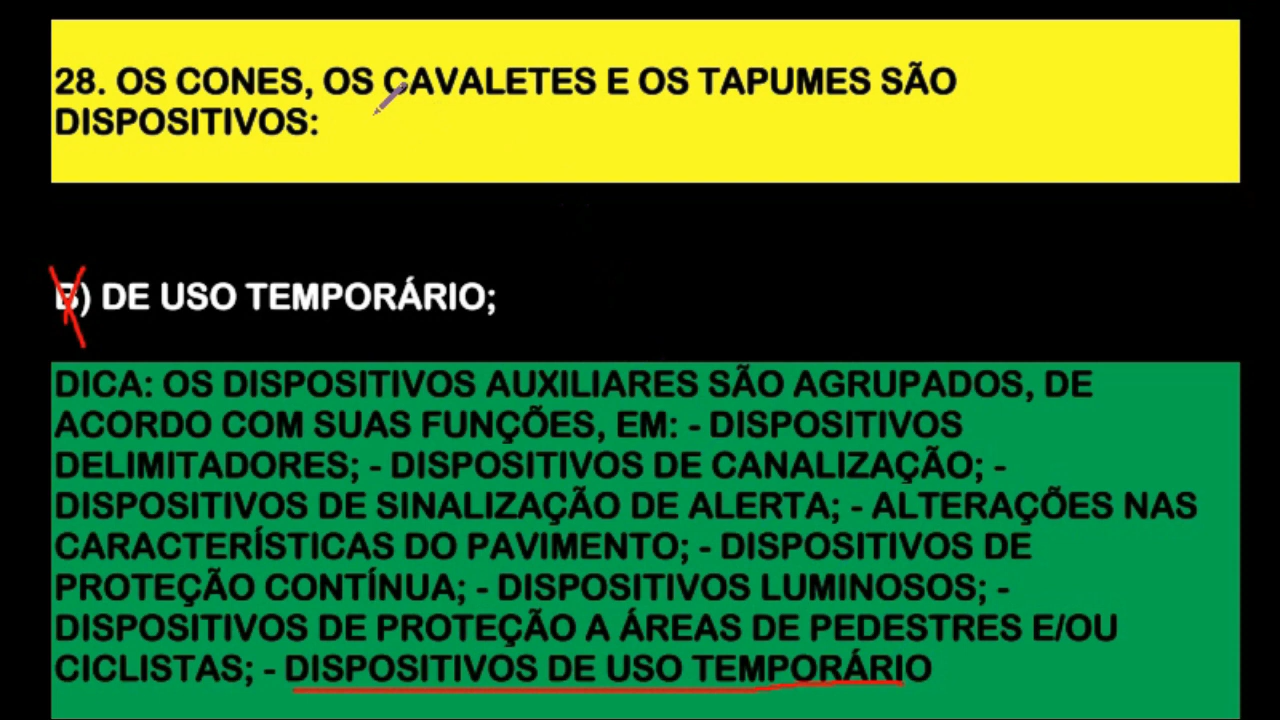 28. OS CONES, OS CAVALETES E OS TAPUMES SÃO
DISPOSITIVOS:
B) DE USO TEMPORÁRIO;
DICA: OS DISPOSITIVOS AUXILIARES SÃO AGRUPADOS, DE
ACORDO COM SUAS FUNÇÕES, EM: - DISPOSITIVOS
DELIMITADORES; - DISPOSITIVOS DE CANALIZAÇÃO; -
DISPOSITIVOS DE SINALIZAÇÃO DE ALERTA; - ALTERAÇÕES NAS
CARACTERÍSTICAS DO PAVIMENTO; - DISPOSITIVOS DE
PROTEÇÃO CONTÍNUA; - DISPOSITIVOS LUMINOSOS; -
DISPOSITIVOS DE PROTEÇÃO A ÁREAS DE PEDESTRES E/OU
CICLISTAS; - DISPOSITIVOS DE USO TEMPORÁRIO